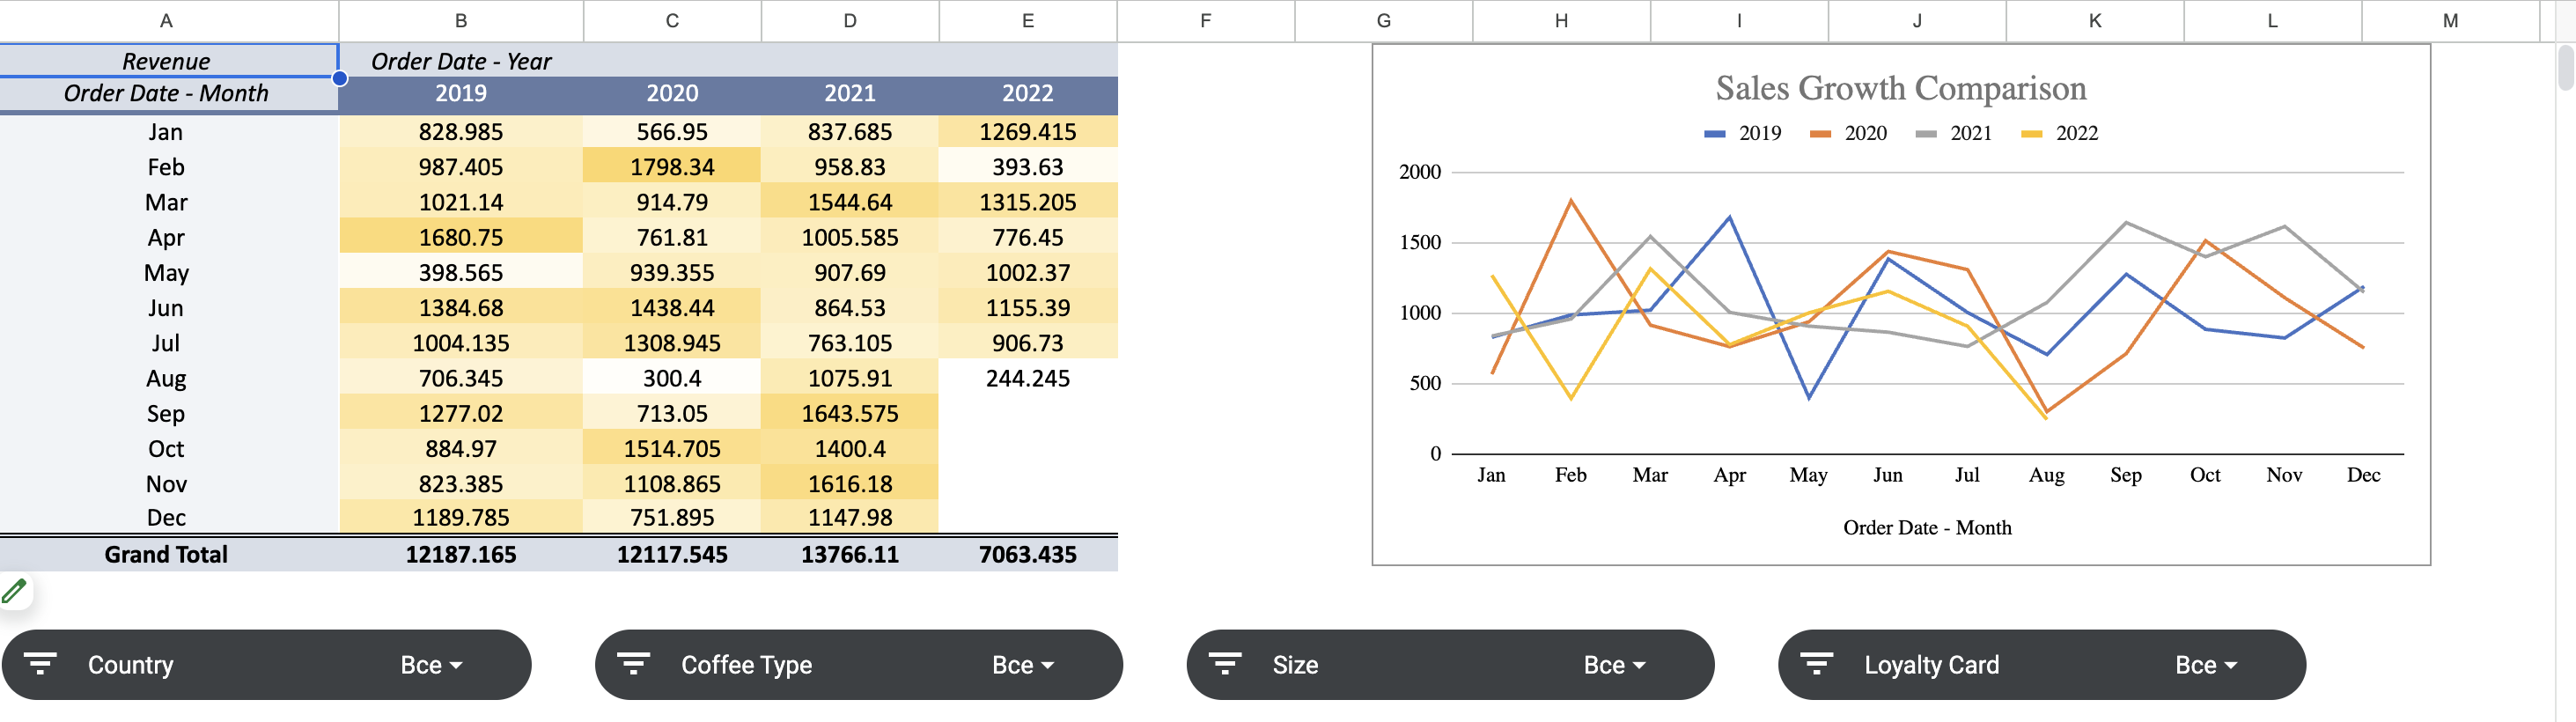 A B C D E F G H I J K L M
Revenue Order Date - Year
Order Date - Month 2019 2020 2021 2022
Jan 828.985 566.95 837.685 1269.415
Feb 987.405 1798.34 958.83 393.63
Mar 1021.14 914.79 1544.64 1315.205
Apr 1680.75 761.81 1005.585 776.45
May 398.565 939.355 907.69 1002.37
Jun 1384.68 1438.44 864.53 1155.39
Jul 1004.135 1308.945 763.105 906.73
Aug 706.345 300.4 1075.91 244.245
Sep 1277.02 713.05 1643.575
Oct 884.97 1514.705 1400.4
Nov 823.385 1108.865 1616.18
Dec 1189.785 751.895 1147.98
Grand Total 12187.165 12117.545 13766.11 7063.435
Sales Growth Comparison
2019 2020 2021 2022
2000
1500
1000
500
0
Jan Feb Mar Apr May Jun Jul Aug Sep Oct Nov Dec
Order Date - Month
Country Все Coffee Type Все Size Все Loyalty Card Все